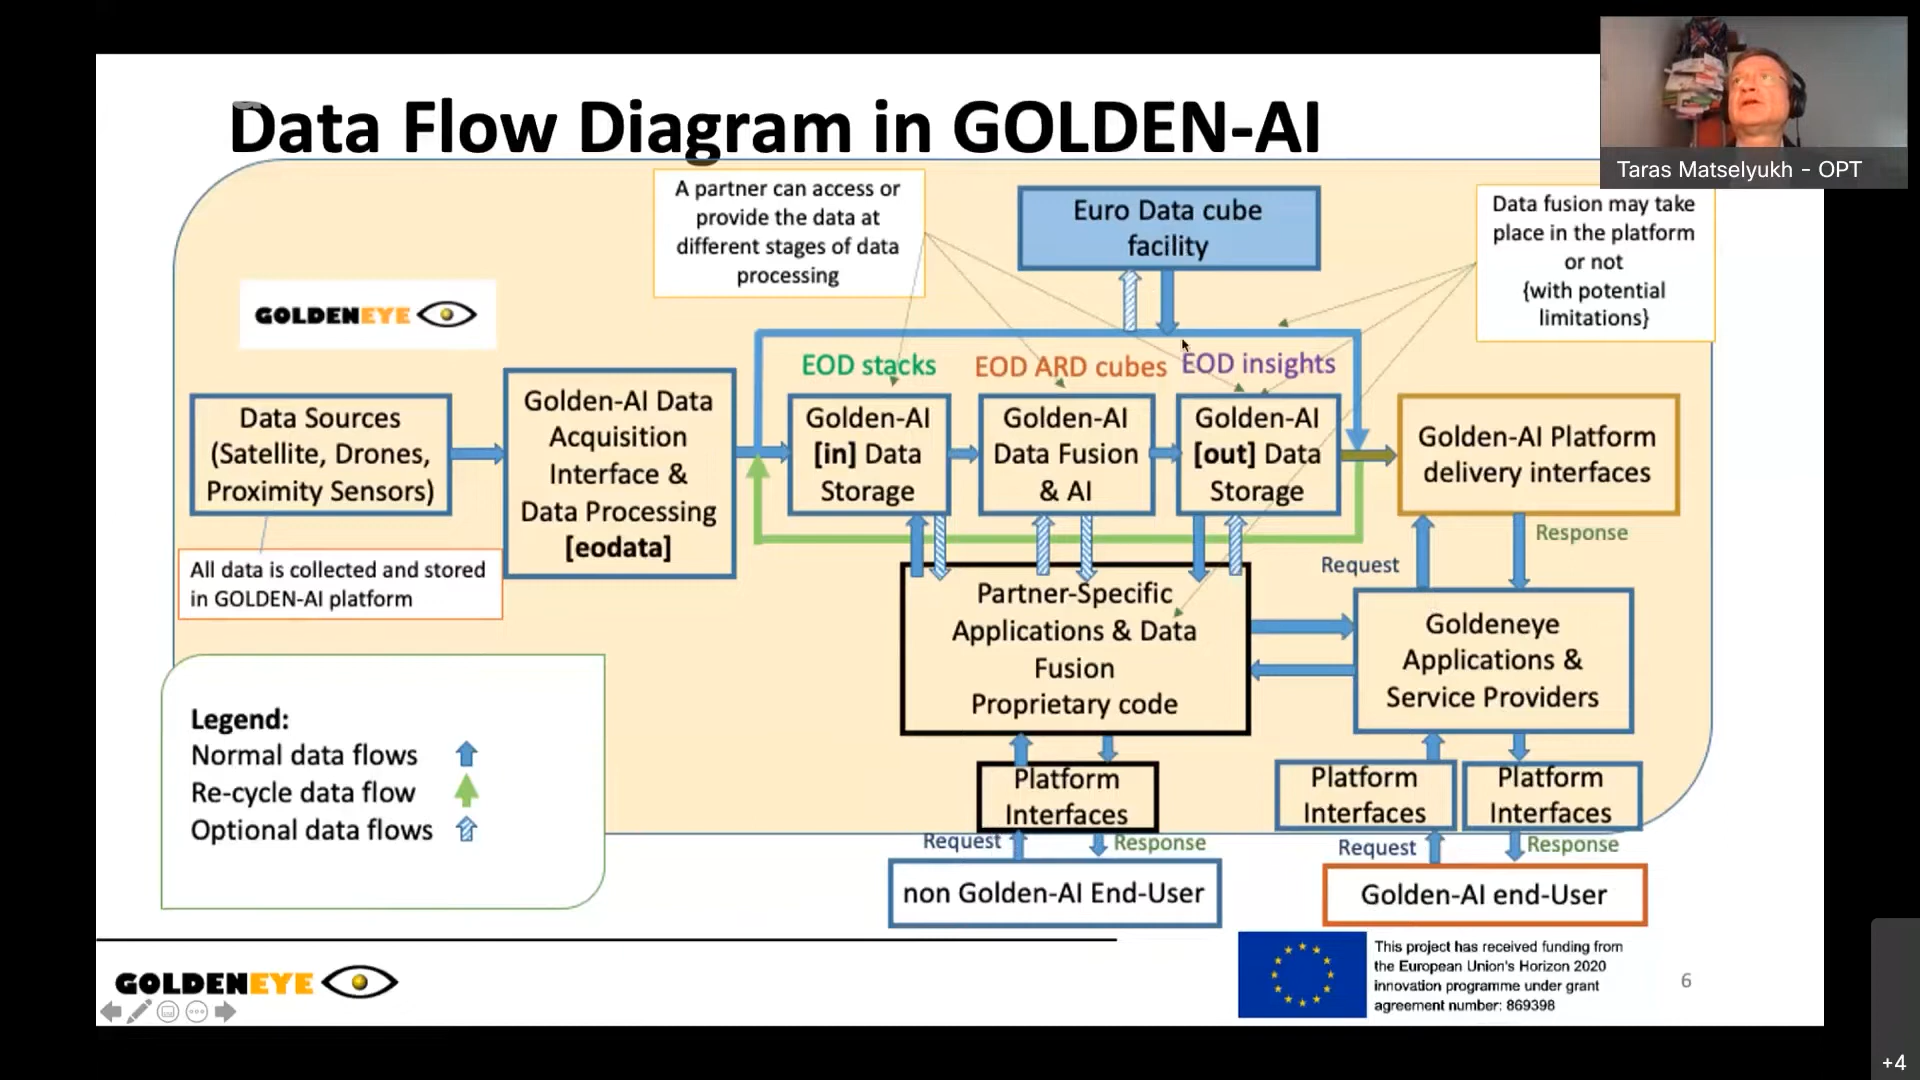 Taras Matselyukh - OPT
Data Flow Diagram in GOLDEN-AI
A partner can access or
provide the data at
different stages of data
processing
Euro Data cube
facility
Data fusion may take
place in the platform
or not
{with potential
limitations}
GOLDENEYE
EOD stacks
EOD ARD cubes
EOD insights
Data Sources
(Satellite, Drones,
Proximity Sensors)
Golden-AI Data
Acquisition
Interface &
Data Processing
[eodata]
Golden-AI
[in] Data
Storage
Golden-AI
Data Fusion
& AI
Golden-AI
[out] Data
Storage
Golden-AI Platform
delivery interfaces
All data is collected and stored
in GOLDEN-AI platform
Request
Response
Partner-Specific
Applications & Data
Fusion
Proprietary code
Goldeneye
Applications &
Service Providers
Legend:
Normal data flows
Re-cycle data flow
Optional data flows
Platform
Interfaces
Platform
Interfaces
Platform
Interfaces
Request
Response
Request
Response
non Golden-AI End-User
Golden-AI end-User
GOLDENEYE
This project has received funding from
the European Union's Horizon 2020
innovation programme under grant
agreement number: 869398
6
+4